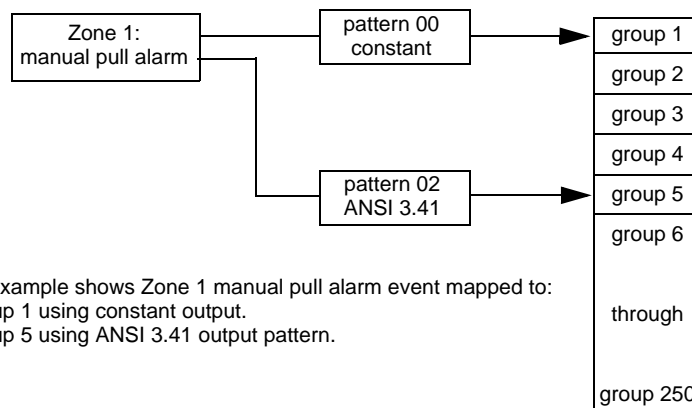 Zone 1:
manual pull alarm
pattern 00
constant
pattern 02
ANSI 3.41
group 1
group 2
group 3
group 4
group 5
group 6
through
group 250
xample shows Zone 1 manual pull alarm event mapped to:
up 1 using constant output.
up 5 using ANSI 3.41 output pattern.